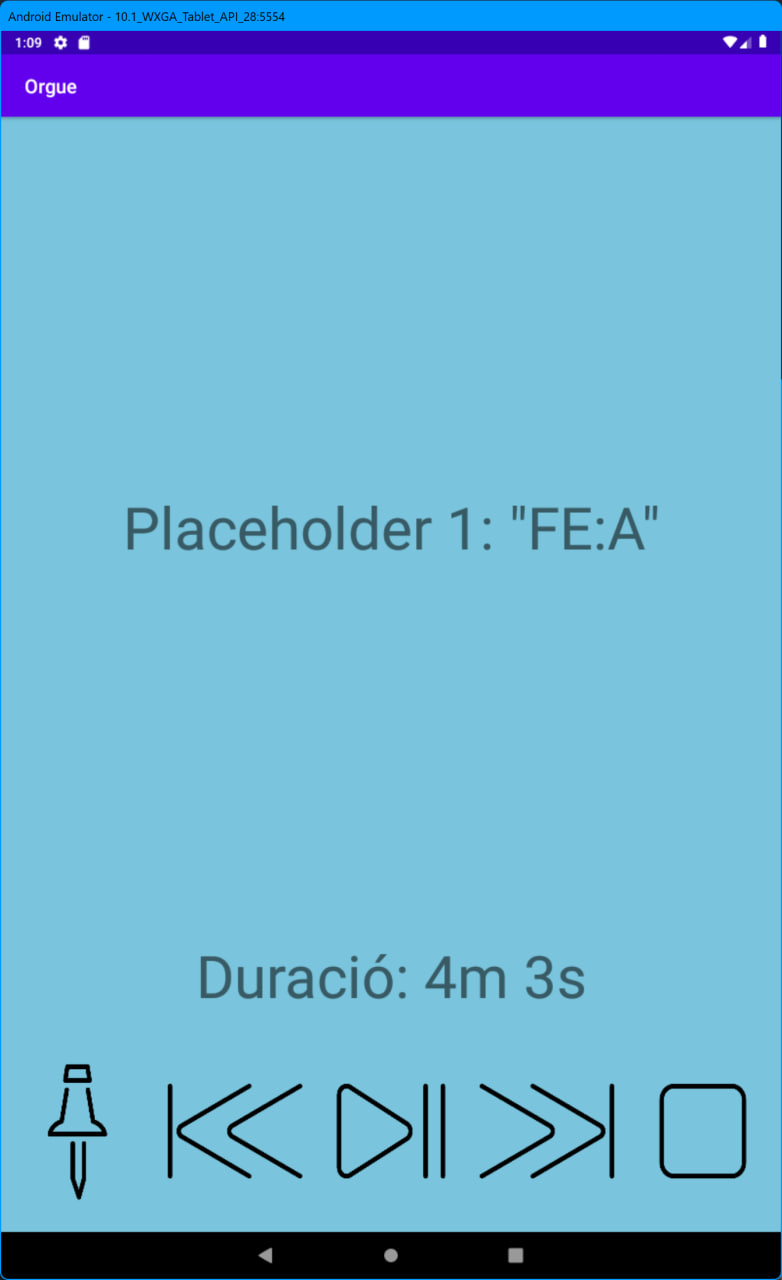 Android Emulator - 10.1_WXGA_Tablet_API_28:5554
1:09
Orgue
Placeholder 1: "FE:A"
Duració: 4m 3s